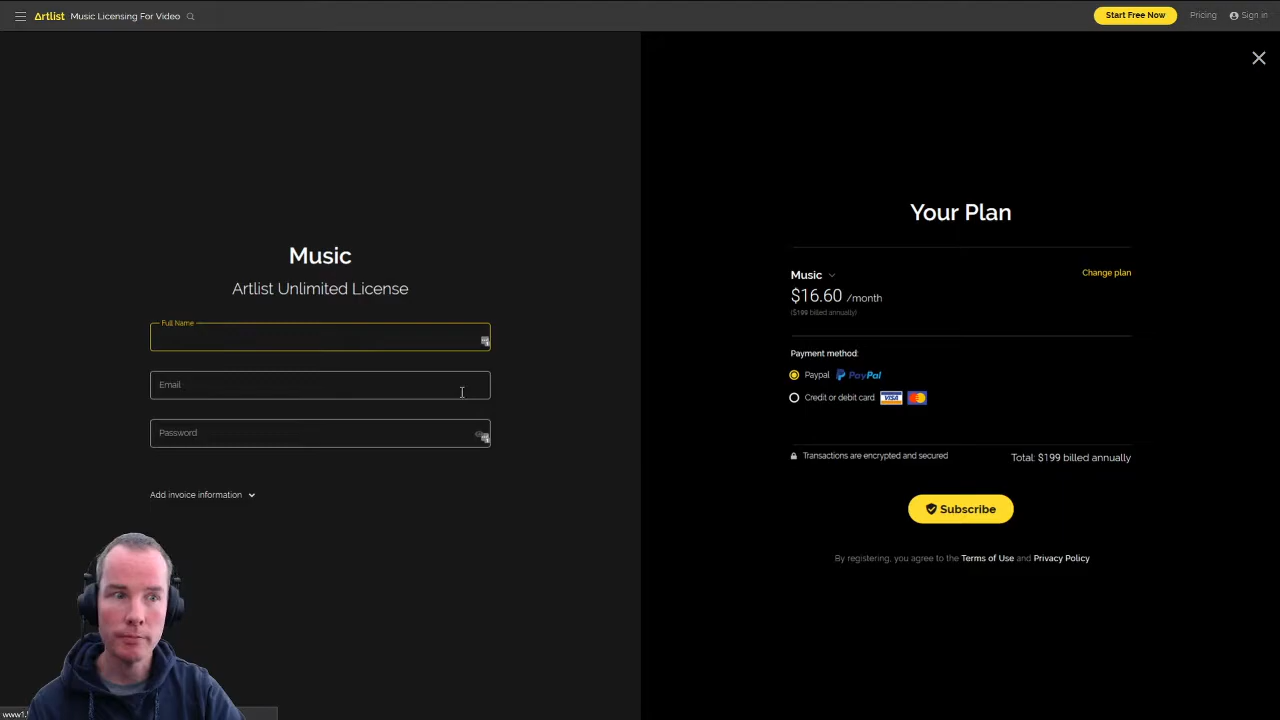 Artlist Music Licensing For Video
Start Free Now
Pricing
Sign in
Music
Artlist Unlimited License
Full Name
Email
Password
Add invoice information
Your Plan
Music
Change plan
$16.60 /month
($199 billed annually)
Payment method:
Paypal PayPal
Credit or debit card VISA
Transactions are encrypted and secured
Total: $199 billed annually
Subscribe
By registering, you agree to the Terms of Use and Privacy Policy
www1.